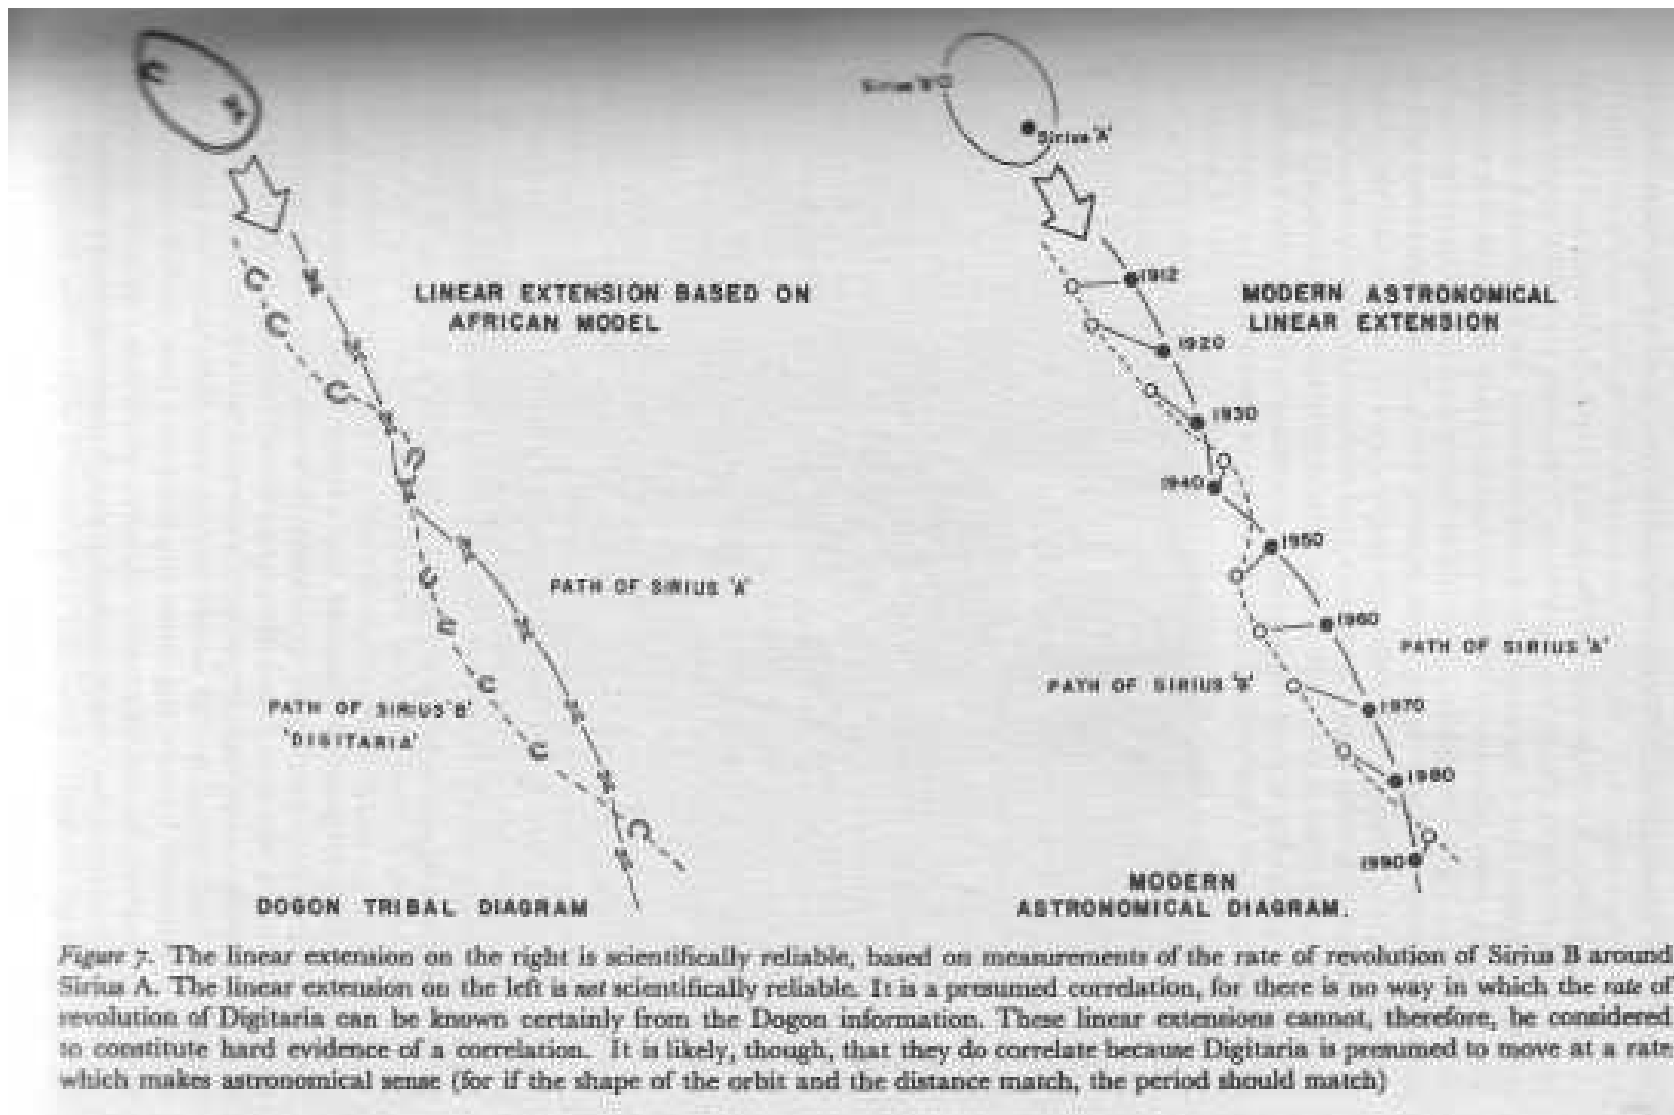 Sirius 'B'
Sirius 'A'
LINEAR EXTENSION BASED ON
AFRICAN MODEL
MODERN ASTRONOMICAL
LINEAR EXTENSION
1912
1920
1930
1940
1950
1960
1970
1980
1990
PATH OF SIRIUS 'A'
PATH OF SIRIUS 'B'
'DIGITARIA'
PATH OF SIRIUS 'A'
PATH OF SIRIUS 'B'
DOGON TRIBAL DIAGRAM
MODERN
ASTRONOMICAL DIAGRAM.
Figure 7. The linear extension on the right is scientifically reliable, based on measurements of the rate of revolution of Sirius B around
Sirius A. The linear extension on the left is not scientifically reliable. It is a presumed correlation, for there is no way in which the rate of
revolution of Digitaria can be known certainly from the Dogon information. These linear extensions cannot, therefore, be considered
to constitute hard evidence of a correlation. It is likely, though, that they do correlate because Digitaria is presumed to move at a rate
which makes astronomical sense (for if the shape of the orbit and the distance match, the period should match)